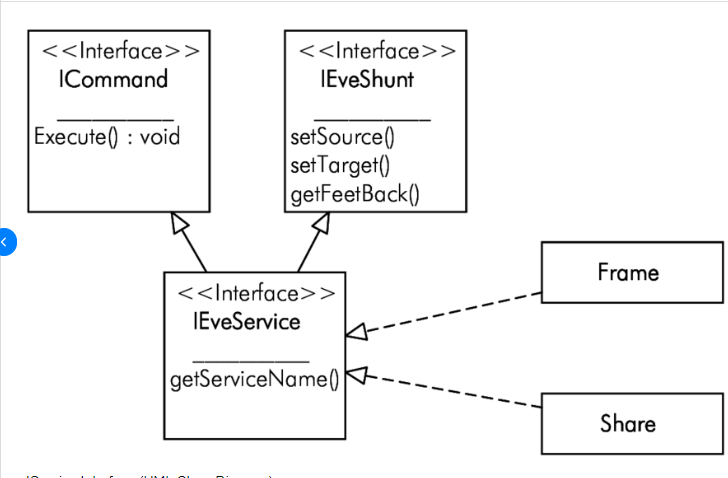 <<Interface>>
ICommand
Execute() : void
<<Interface>>
IEveShunt
setSource()
setTarget()
getFeetBack()
<<Interface>>
IEveService
getServiceName()
Frame
Share